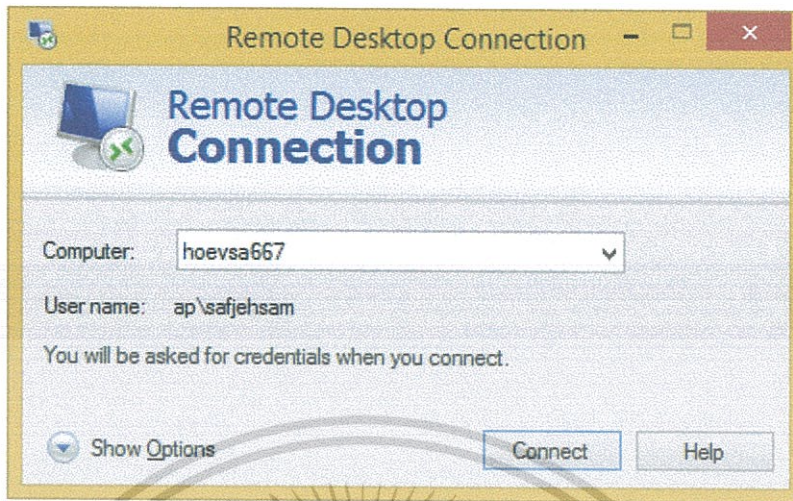 Remote Desktop Connection
Remote Desktop
Connection
Computer: hoevsa667
User name: ap\safjehsam
You will be asked for credentials when you connect.
Show Options Connect Help